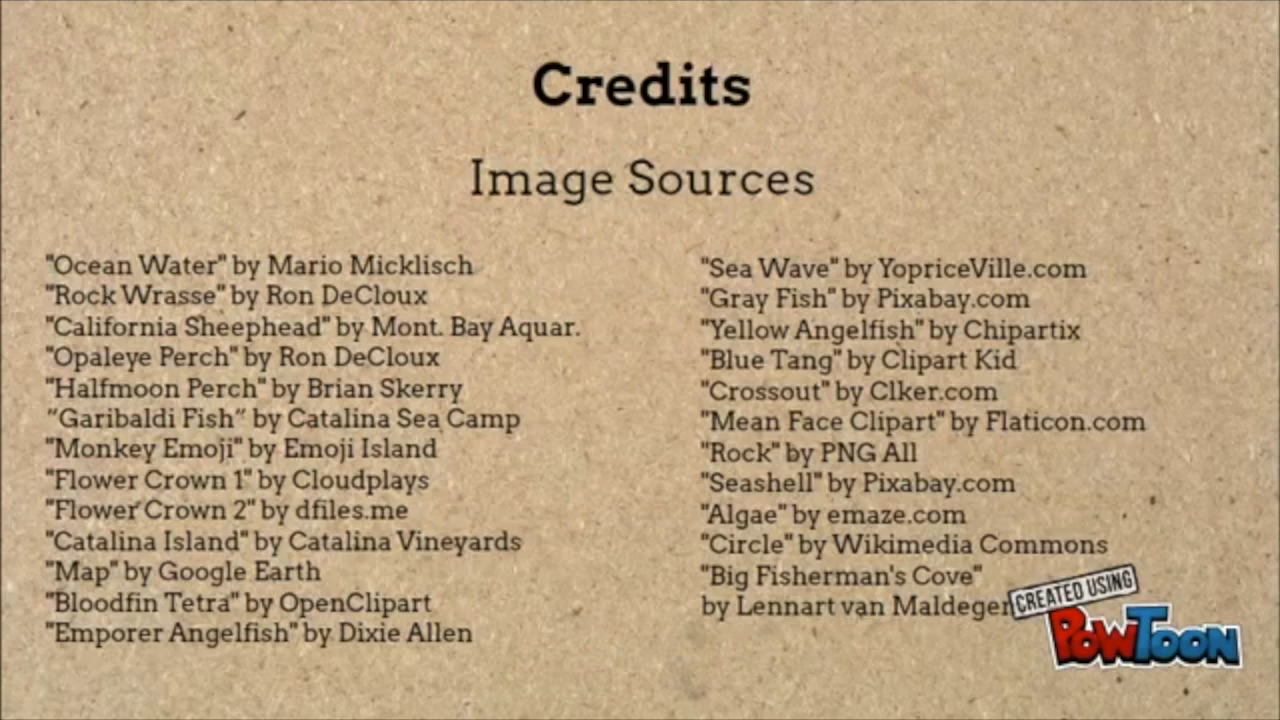 Credits
Image Sources
"Ocean Water" by Mario Micklisch
"Rock Wrasse" by Ron DeCloux
"California Sheephead" by Mont. Bay Aquar.
"Opaleye Perch" by Ron DeCloux
"Halfmoon Perch" by Brian Skerry
“Garibaldi Fish” by Catalina Sea Camp
"Monkey Emoji" by Emoji Island
"Flower Crown 1" by Cloudplays
"Flower Crown 2" by dfiles.me
"Catalina Island" by Catalina Vineyards
"Map" by Google Earth
"Bloodfin Tetra" by OpenClipart
"Emporer Angelfish" by Dixie Allen
"Sea Wave" by YopriceVille.com
"Gray Fish" by Pixabay.com
"Yellow Angelfish" by Chipartix
"Blue Tang" by Clipart Kid
"Crossout" by Clker.com
"Mean Face Clipart" by Flaticon.com
"Rock" by PNG All
"Seashell" by Pixabay.com
"Algae" by emaze.com
"Circle" by Wikimedia Commons
"Big Fisherman's Cove"
by Lennart van Maldegen
CREATED USING
POWTOON